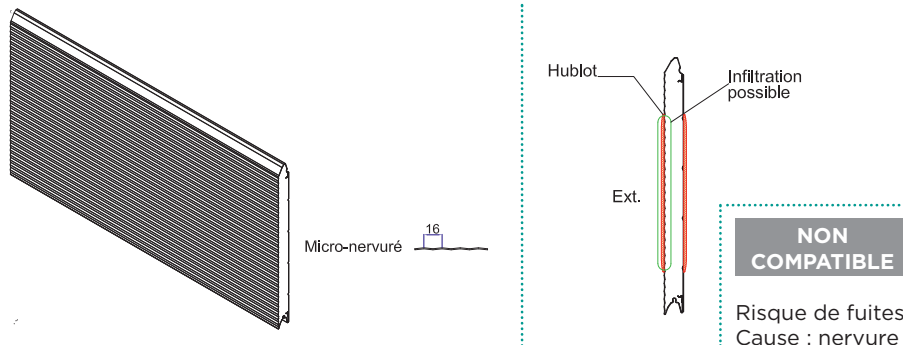 Micro-nervuré
16
Hublot
Infiltration
possible
Ext.
NON
COMPATIBLE
Risque de fuites
Cause : nervure